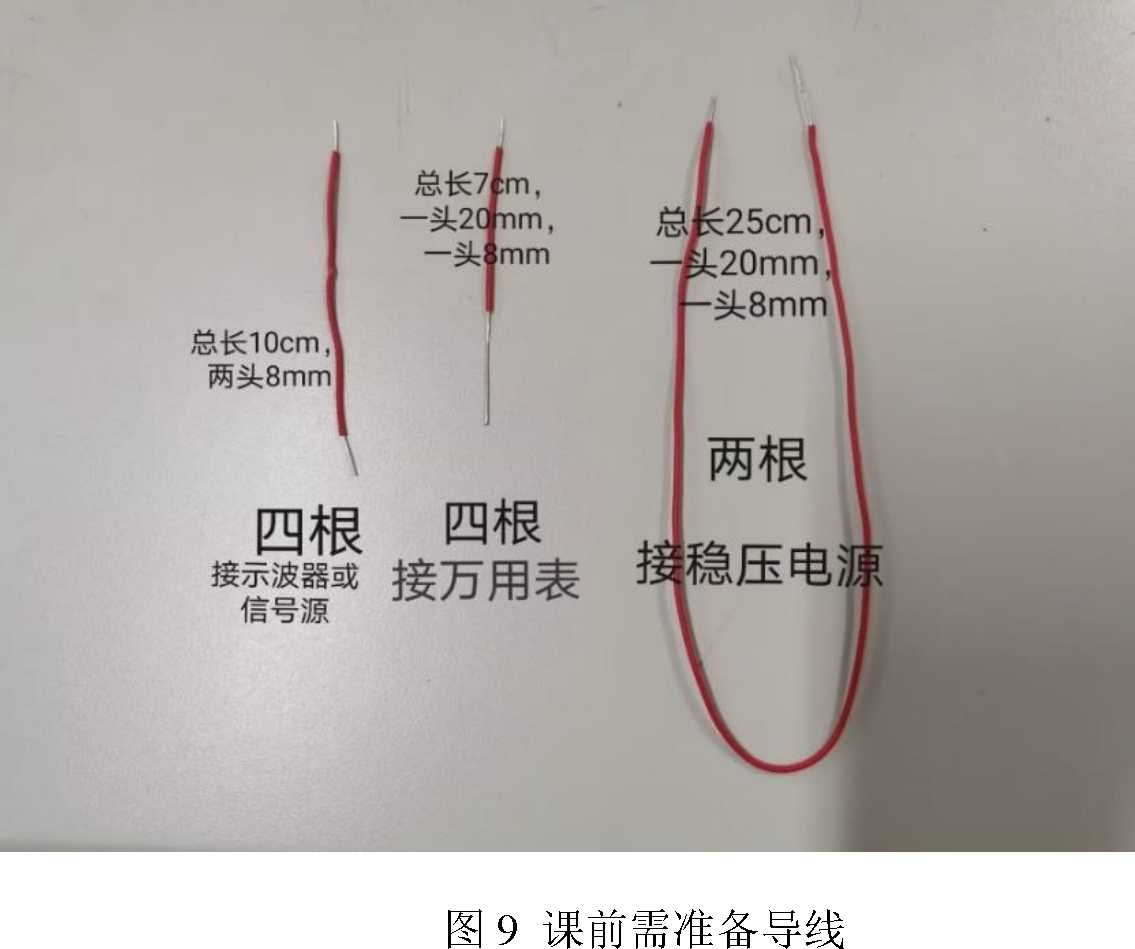 总长10cm，
两头8mm
四根
接示波器或
信号源
总长7cm，
一头20mm，
一头8mm
四根
接万用表
总长25cm，
一头20mm，
一头8mm
两根
接稳压电源
图 9 课前需准备导线